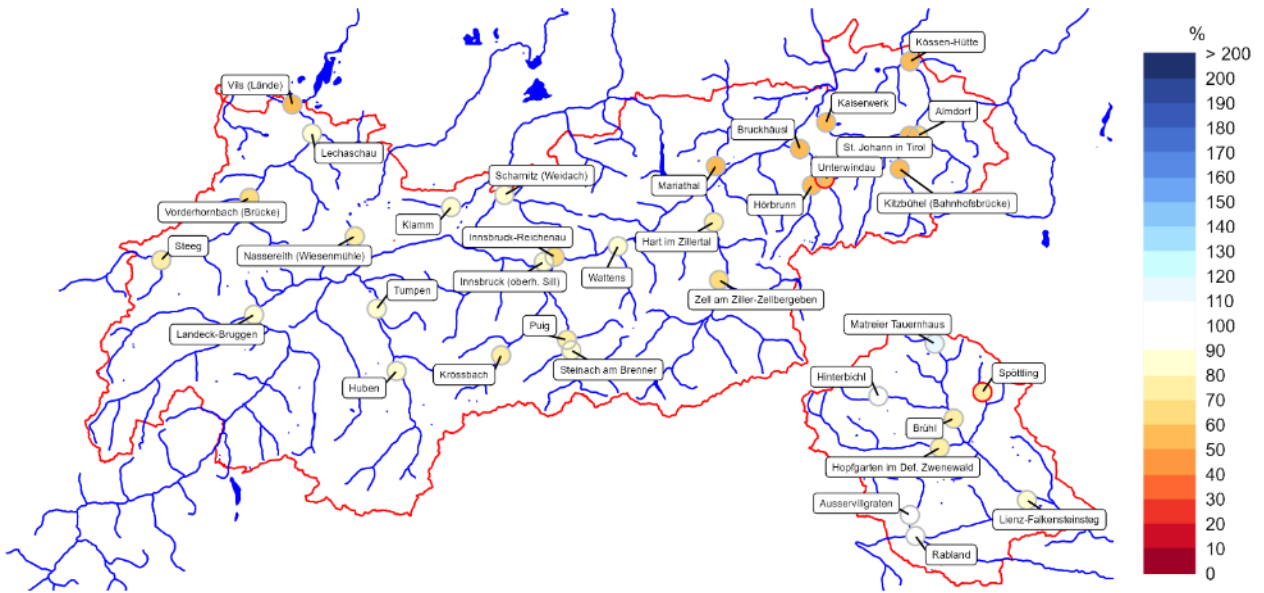 %
Kössen-Hütte
> 200
Vils (Lände)
200
Kaiserwerk
Almdorf
190
Bruckhäusl
180
Lechaschau
St. Johann in Tirol
170
Scharnitz (Weidach)
Unterwindau
160
Mariathal
Vorderhornbach (Brücke)
Hörbrunn
Kitzbühel (Bahnhofsbrücke)
150
Klamm
Innsbruck-Reichenau
Hart im Zillertal
140
Steeg
Nassereith (Wiesenmühle)
130
Innsbruck (oberh. Sill)
Wattens
120
Tumpen
Zell am Ziller-Zellbergeben
110
Landeck-Bruggen
Puig
Matreier Tauernhaus
100
90
Krössbach
Steinach am Brenner
Hinterbichl
Spöttling
80
Huben
70
Brühl
60
Hopfgarten im Def. Zwenewald
50
40
Ausservillgraten
30
Lienz-Falkensteinsteg
20
Rabland
10
0